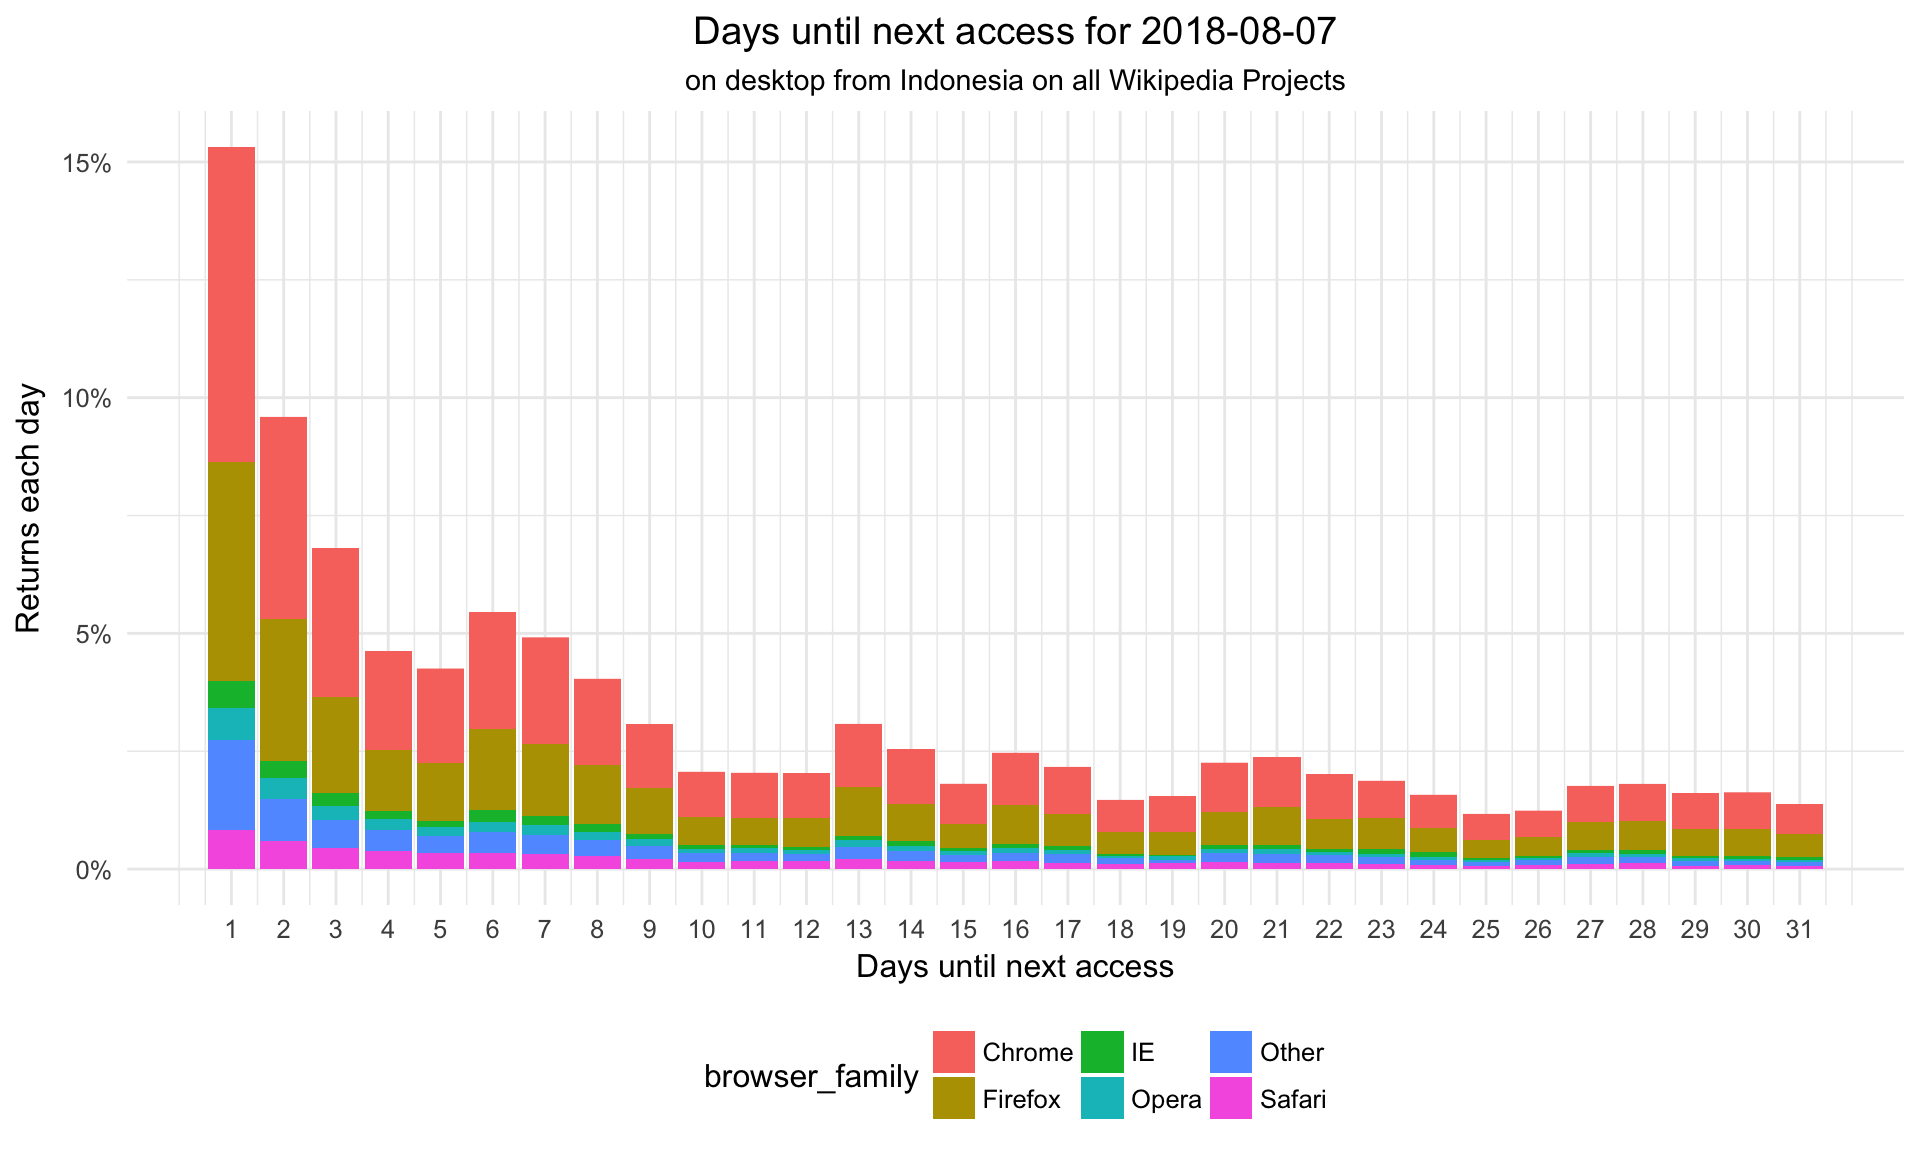 Days until next access for 2018-08-07
on desktop from Indonesia on all Wikipedia Projects
Returns each day
15%
10%
5%
0%
1 2 3 4 5 6 7 8 9 10 11 12 13 14 15 16 17 18 19 20 21 22 23 24 25 26 27 28 29 30 31
Days until next access
browser_family
Chrome IE Other
Firefox Opera Safari